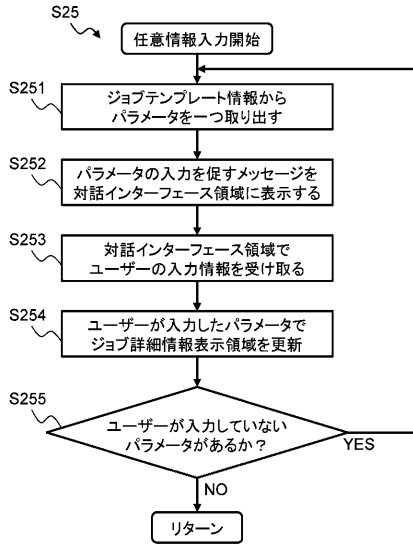 S25
任意情報入力開始
S251
ジョブテンプレート情報から
パラメータを一つ取り出す
S252
パラメータの入力を促すメッセージを
対話インターフェース領域に表示する
S253
対話インターフェース領域で
ユーザーの入力情報を受け取る
S254
ユーザーが入力したパラメータで
ジョブ詳細情報表示領域を更新
S255
ユーザーが入力していない
パラメータがあるか？
YES
NO
リターン